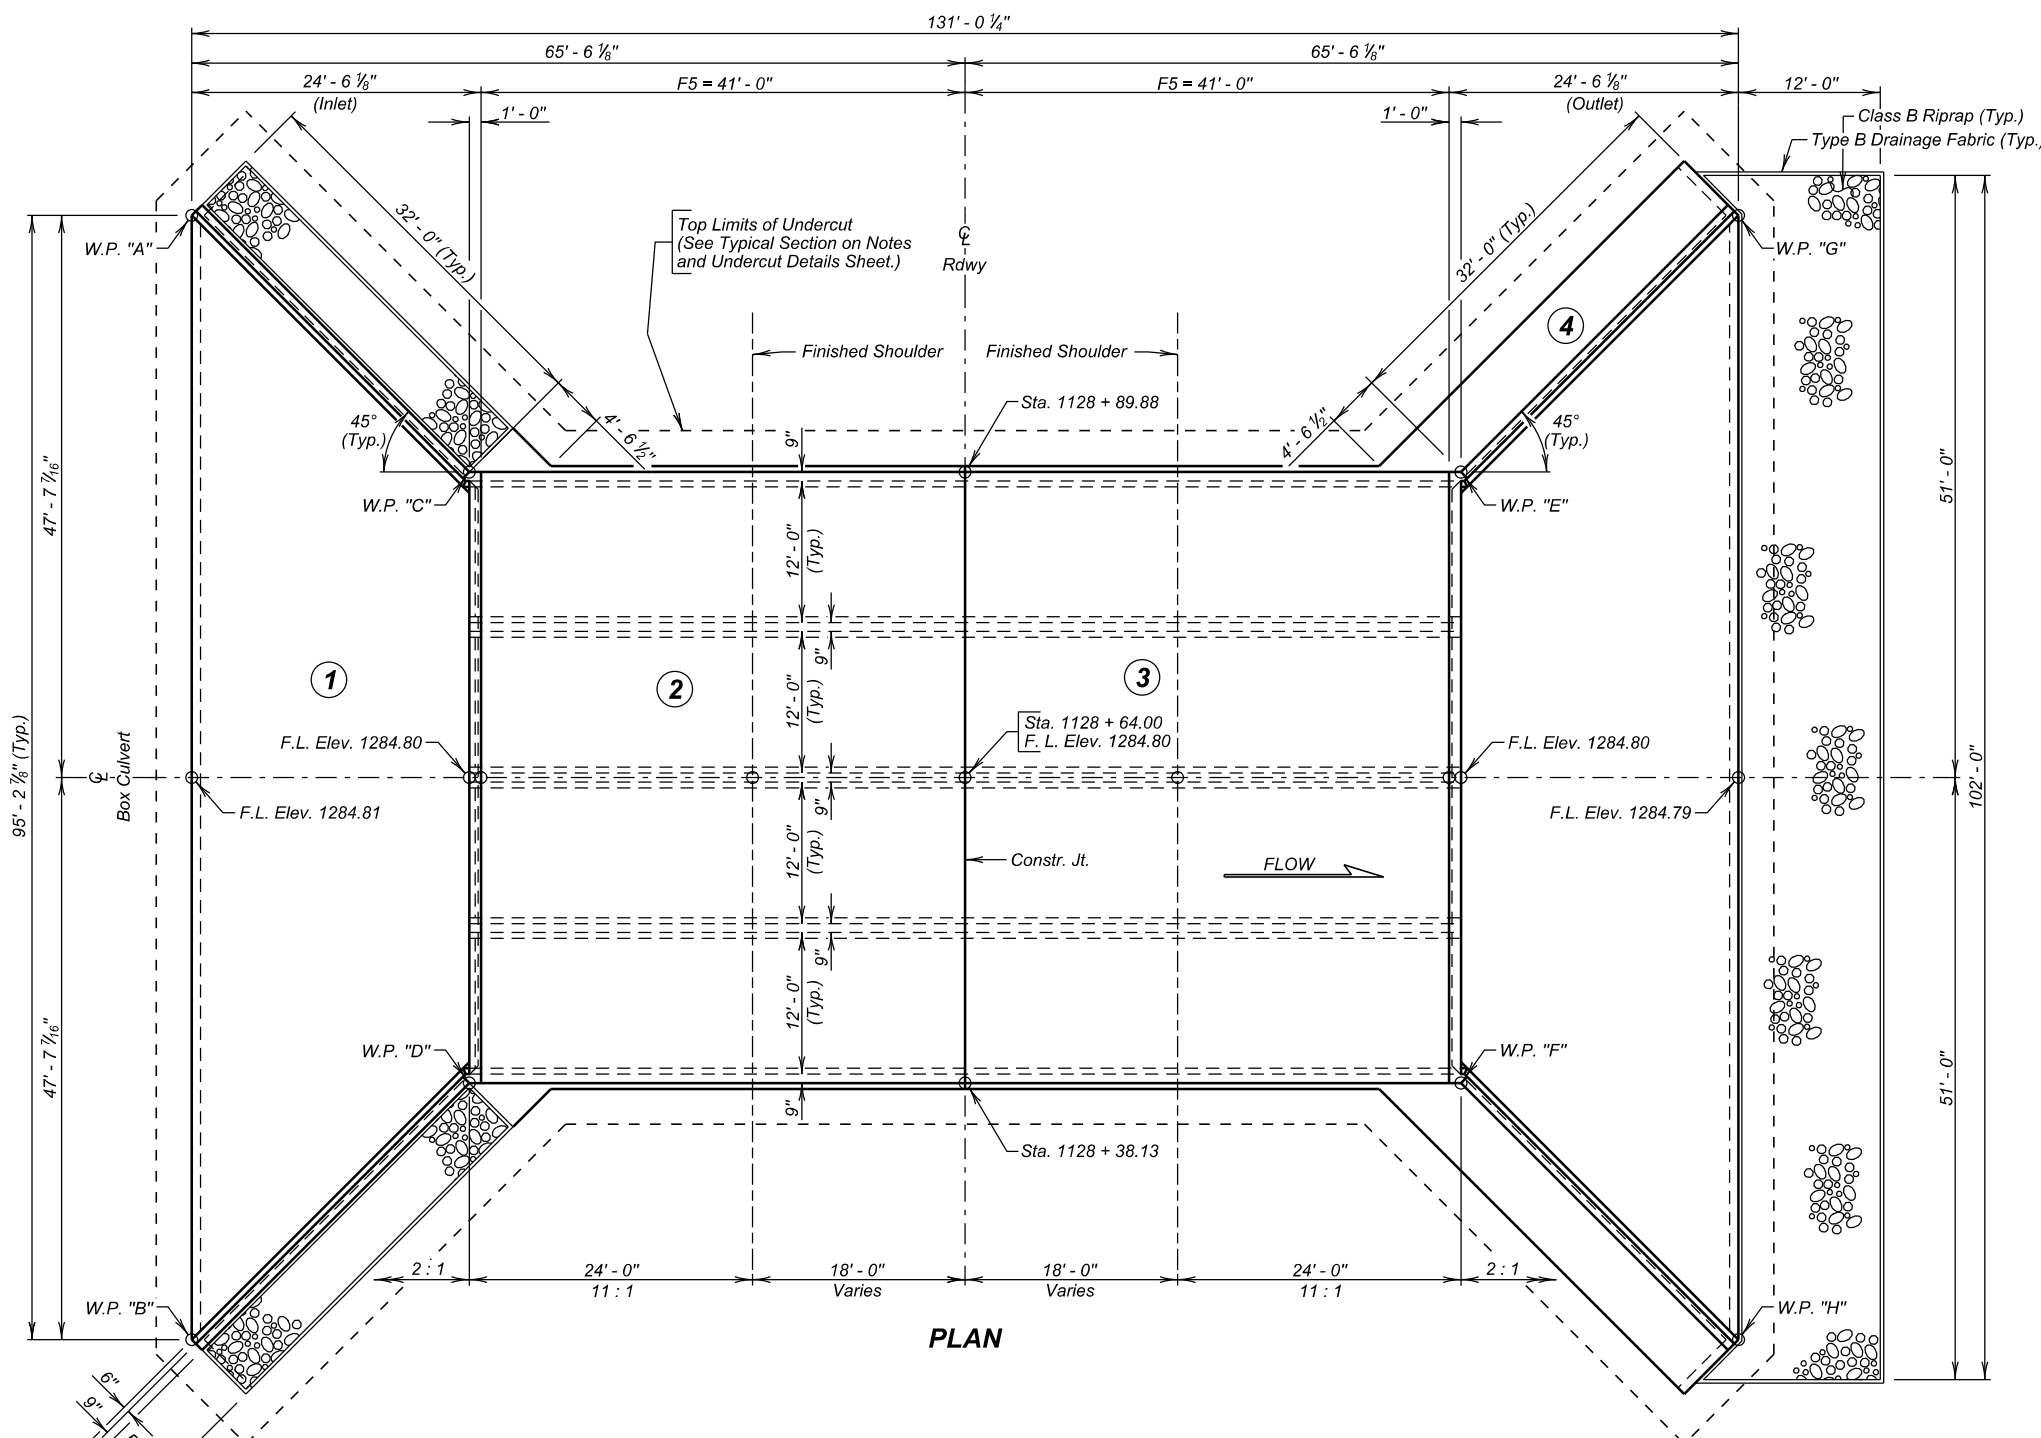 131' - 0 1/4"
65' - 6 1/8"
65' - 6 1/8"
24' - 6 1/8"
(Inlet)
F5 = 41' - 0"
F5 = 41' - 0"
24' - 6 1/8"
(Outlet)
12' - 0"
1' - 0"
1' - 0"
Class B Riprap (Typ.)
Type B Drainage Fabric (Typ.)
32' - 0" (Typ.)
32' - 0" (Typ.)
W.P. "A"
Top Limits of Undercut
(See Typical Section on Notes
and Undercut Details Sheet.)
℄
Rdwy
W.P. "G"
4
Finished Shoulder
Finished Shoulder
Sta. 1128 + 89.88
45°
(Typ.)
4' - 6 1/2"
9"
4' - 6 1/2"
45°
(Typ.)
47' - 7 7/16"
51' - 0"
W.P. "C"
W.P. "E"
12' - 0"
(Typ.)
9"
1
2
3
12' - 0"
(Typ.)
95' - 2 7/8" (Typ.)
F.L. Elev. 1284.80
Sta. 1128 + 64.00
F. L. Elev. 1284.80
F.L. Elev. 1284.80
℄
Box Culvert
102' - 0"
F.L. Elev. 1284.81
9"
F.L. Elev. 1284.79
12' - 0"
(Typ.)
Constr. Jt.
FLOW
9"
12' - 0"
(Typ.)
47' - 7 7/16"
51' - 0"
W.P. "D"
W.P. "F"
9"
Sta. 1128 + 38.13
2 : 1
24' - 0"
11 : 1
18' - 0"
Varies
18' - 0"
Varies
24' - 0"
11 : 1
2 : 1
W.P. "B"
W.P. "H"
PLAN
6"
9"